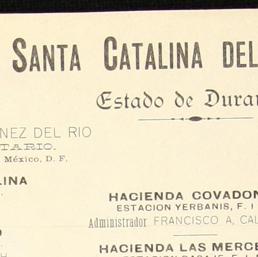 SANTA CATALINA DEL
Estado de Duran
NEZ DEL RIO
TARIO.
México, D. F.
LINA
HACIENDA COVADON
ESTACION YERBANIS, F. I
Administrador FRANCISCO A, CAL
HACIENDA LAS MERCE